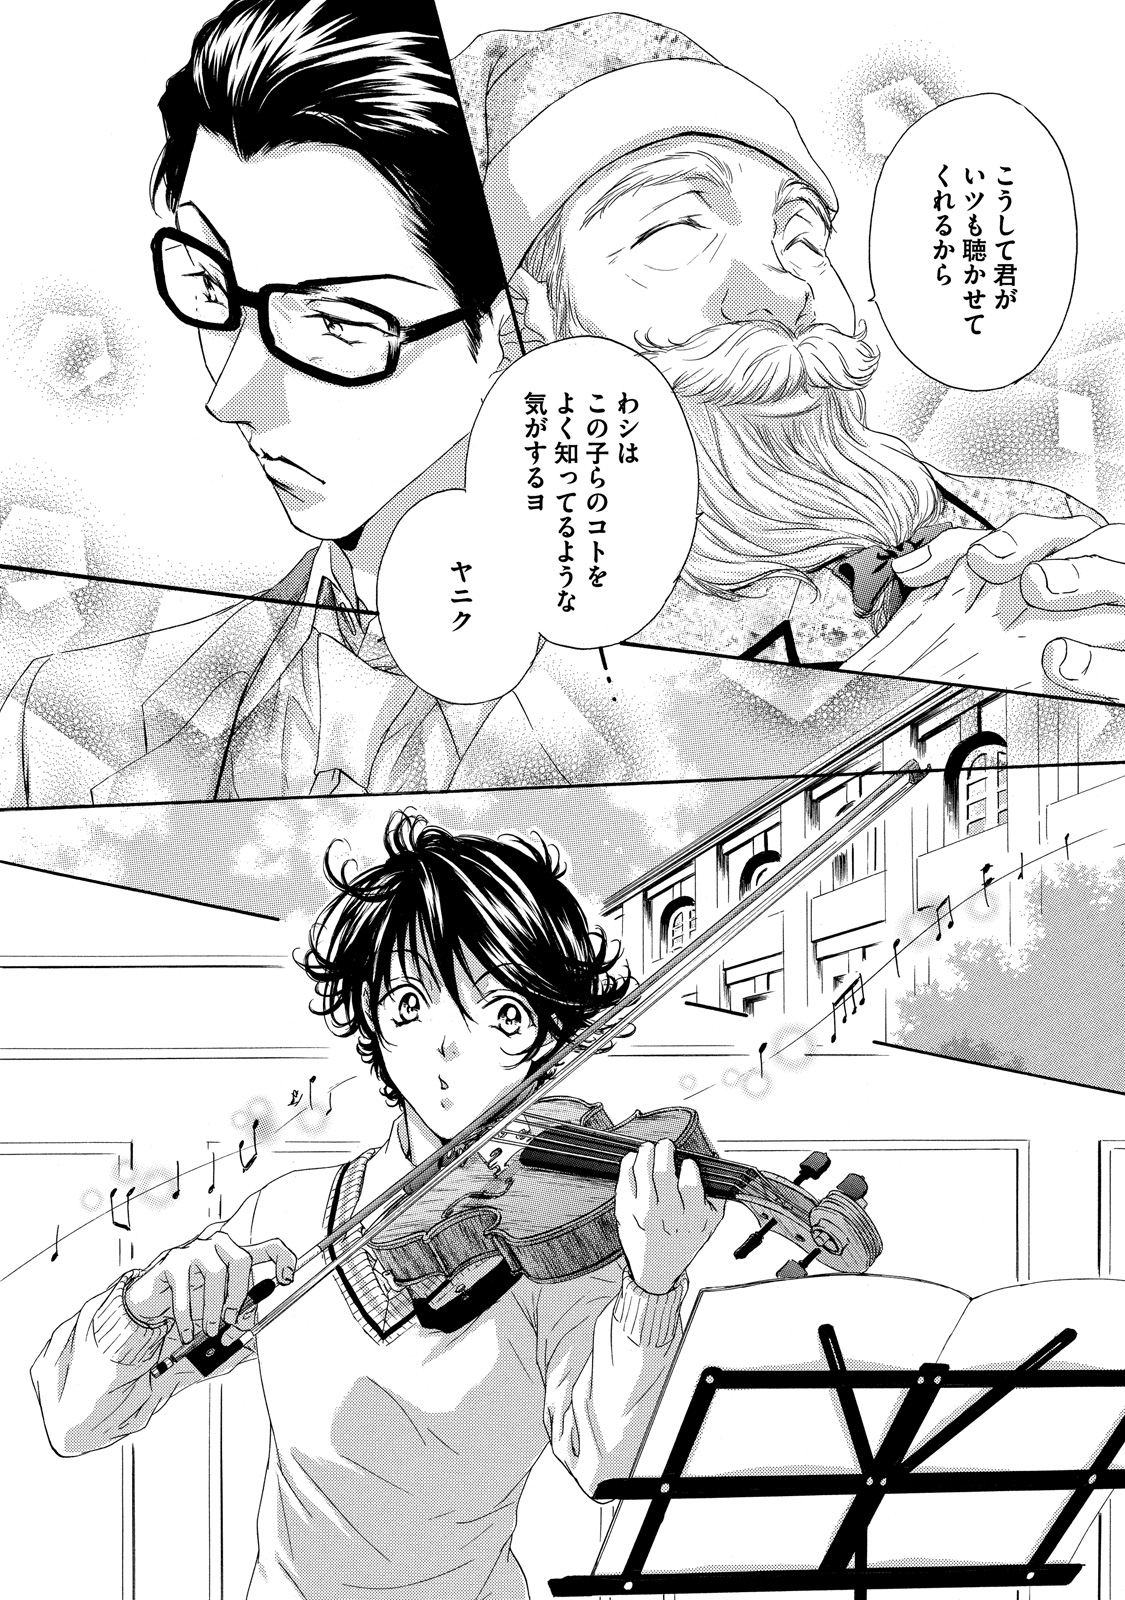 こうして君が
いツも聴かせて
くれるから
わシは
この子らのコトを
よく知ってるような
気がするヨ
ヤニク
…